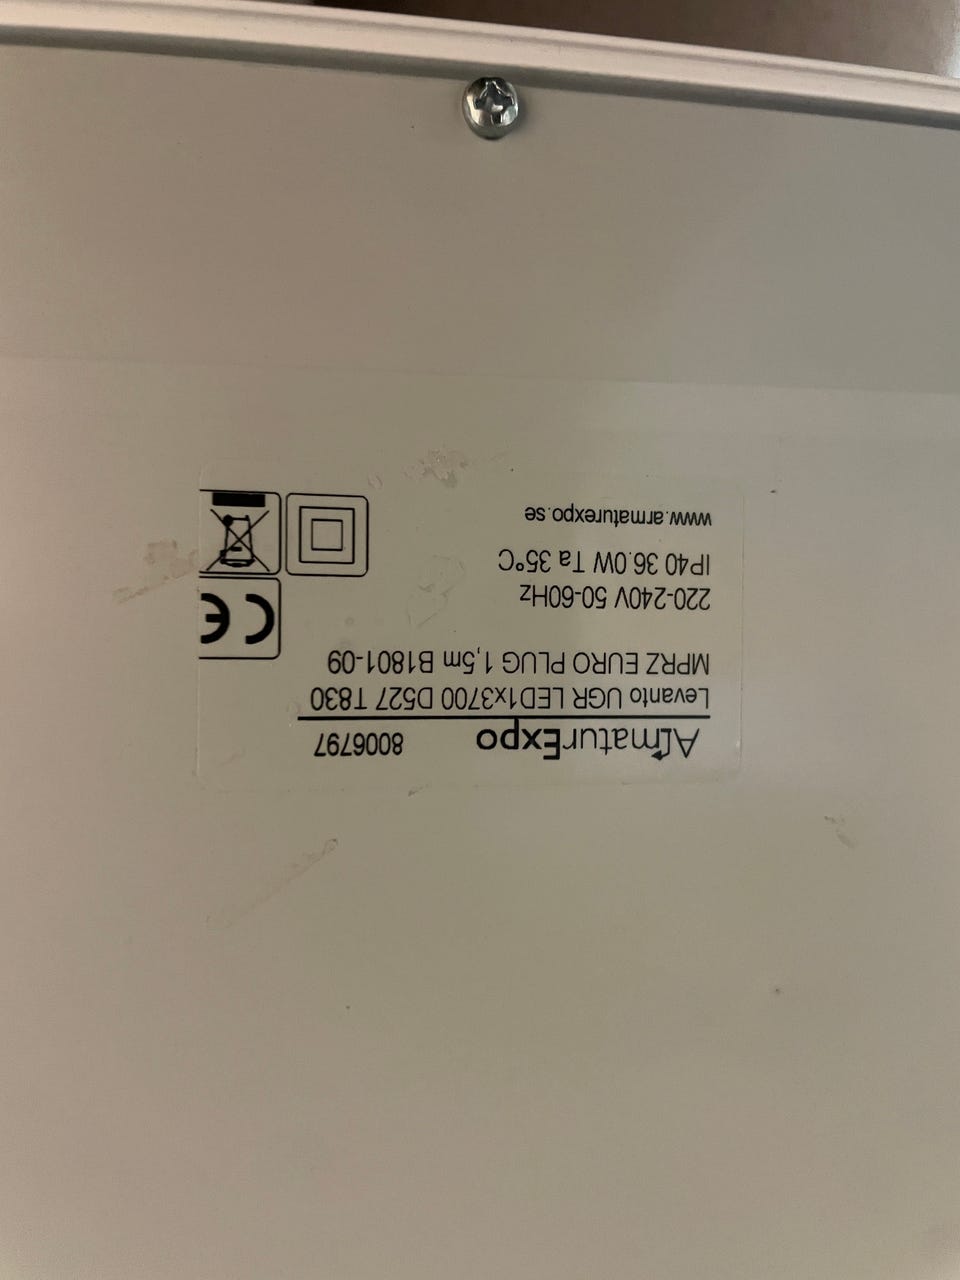 ArmaturExpo 8006797
Levanto UGR LED1x3700 D527 T830
MPRZ EURO PLUG 1,5m B1801-09
220-240V 50-60Hz
IP40 36.0W Ta 35°C
www.armaturexpo.se
CE